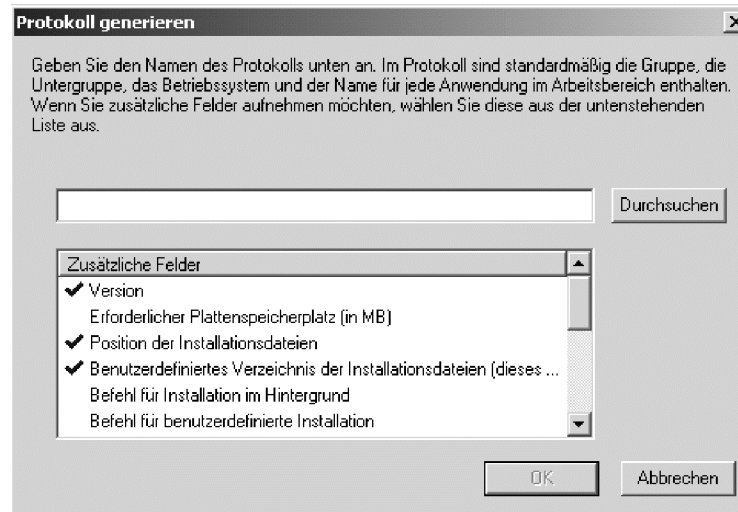 Protokoll generieren
Geben Sie den Namen des Protokolls unten an. Im Protokoll sind standardmäßig die Gruppe, die
Untergruppe, das Betriebssystem und der Name für jede Anwendung im Arbeitsbereich enthalten.
Wenn Sie zusätzliche Felder aufnehmen möchten, wählen Sie diese aus der untenstehenden
Liste aus.
Durchsuchen
Zusätzliche Felder
Version
Erforderlicher Plattenspeicherplatz (in MB)
Position der Installationsdateien
Benutzerdefiniertes Verzeichnis der Installationsdateien (dieses ...
Befehl für Installation im Hintergrund
Befehl für benutzerdefinierte Installation
OK
Abbrechen